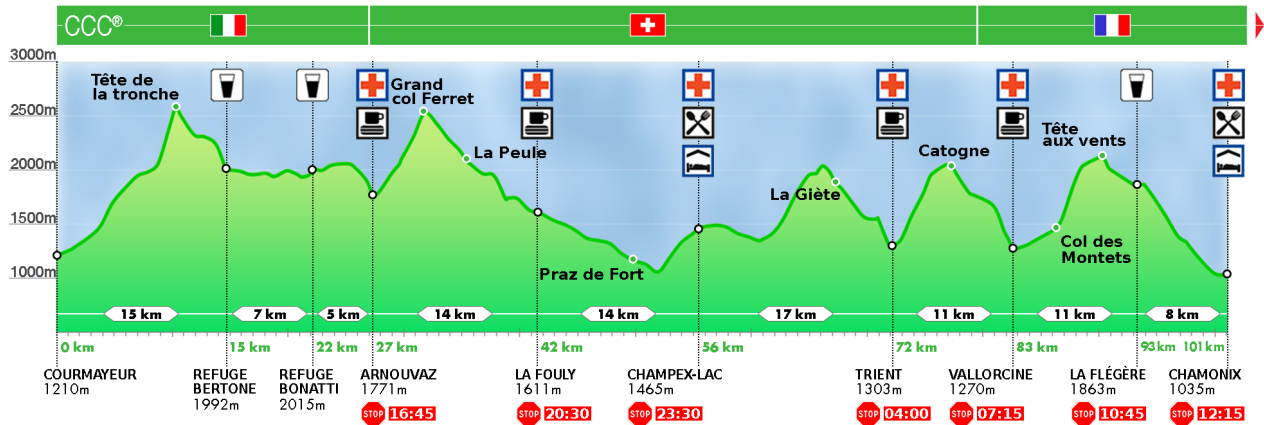 CCC®
3000m
2500m
2000m
1500m
1000m
Tête de
la tronche
Grand
col Ferret
La Peule
Praz de Fort
La Giète
Catogne
Tête
aux vents
Col des
Montets
15 km
7 km
5 km
14 km
14 km
17 km
11 km
11 km
8 km
0 km
15 km
22 km
27 km
42 km
56 km
72 km
83 km
93km
101 km
COURMAYEUR
1210m
REFUGE
BERTONE
1992m
REFUGE
BONATTI
2015m
ARNOUVAZ
1771m
STOP 16:45
LA FOULY
1611m
STOP 20:30
CHAMPEX-LAC
1465m
STOP 23:30
TRIENT
1303m
STOP 04:00
VALLORCINE
1270m
STOP 07:15
LA FLÉGÈRE
1863m
STOP 10:45
CHAMONIX
1035m
STOP 12:15